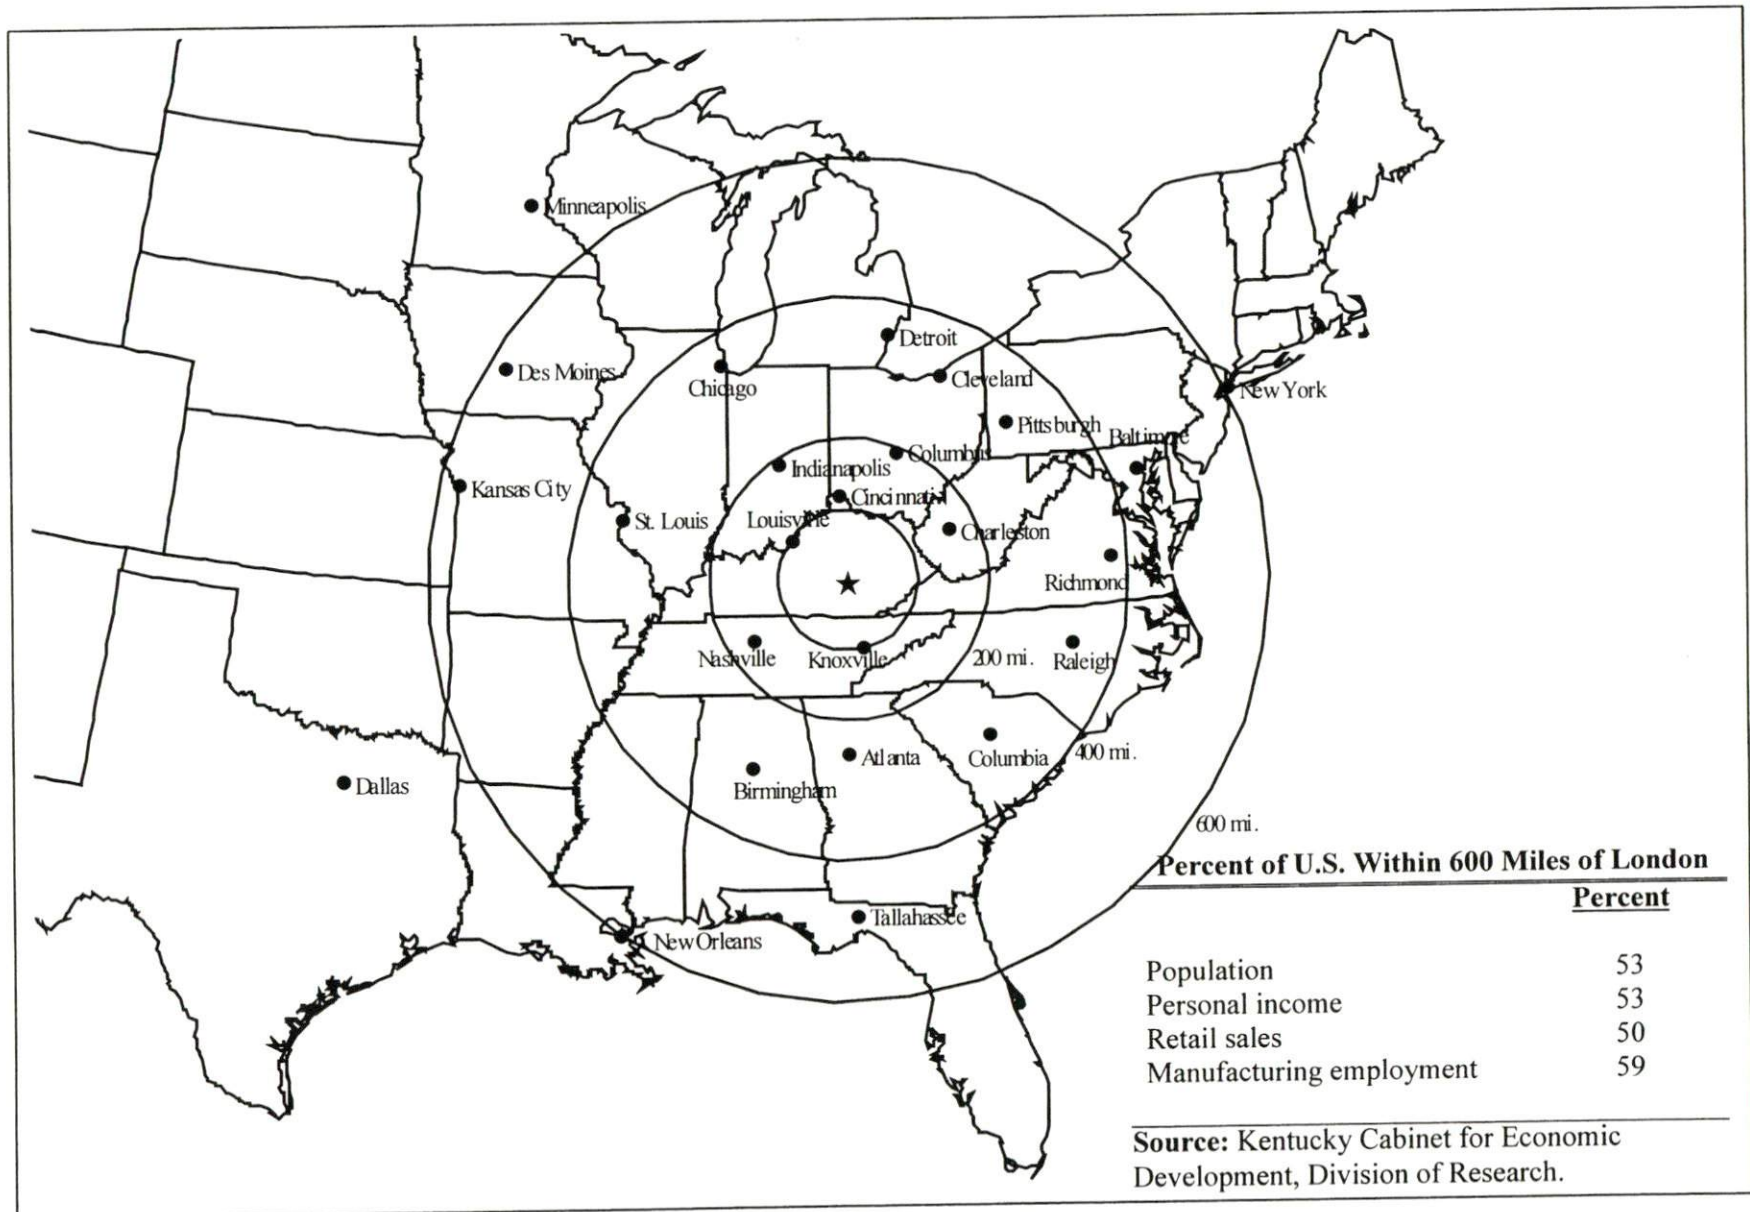 Minneapolis
Detroit
Des Moines
Chicago
Cleveland
New York
Pittsburgh
Baltimore
Columbus
Indianapolis
Kansas City
Cincinnati
St. Louis
Louisville
Charleston
Richmond
Nashville
Knoxville
200 mi.
Raleigh
400 mi.
Atlanta
Columbia
Dallas
Birmingham
600 mi.
Percent of U.S. Within 600 Miles of London
Percent
Tallahassee
New Orleans
Population 53
Personal income 53
Retail sales 50
Manufacturing employment 59
Source: Kentucky Cabinet for Economic
Development, Division of Research.